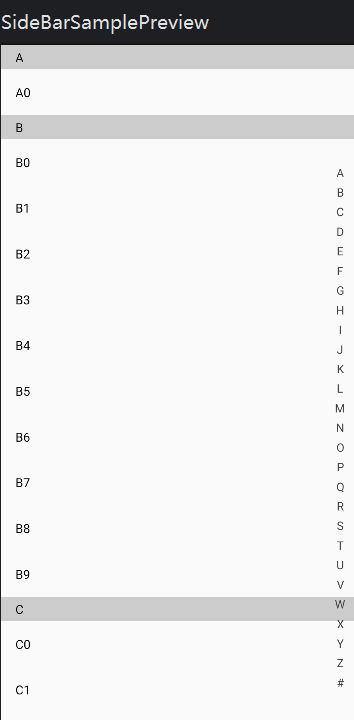 SideBarSamplePreview
A
A0
B
B0
B1
B2
B3
B4
B5
B6
B7
B8
B9
C
C0
C1
A
B
C
D
E
F
G
H
I
J
K
L
M
N
O
P
Q
R
S
T
U
V
W
X
Y
Z
#